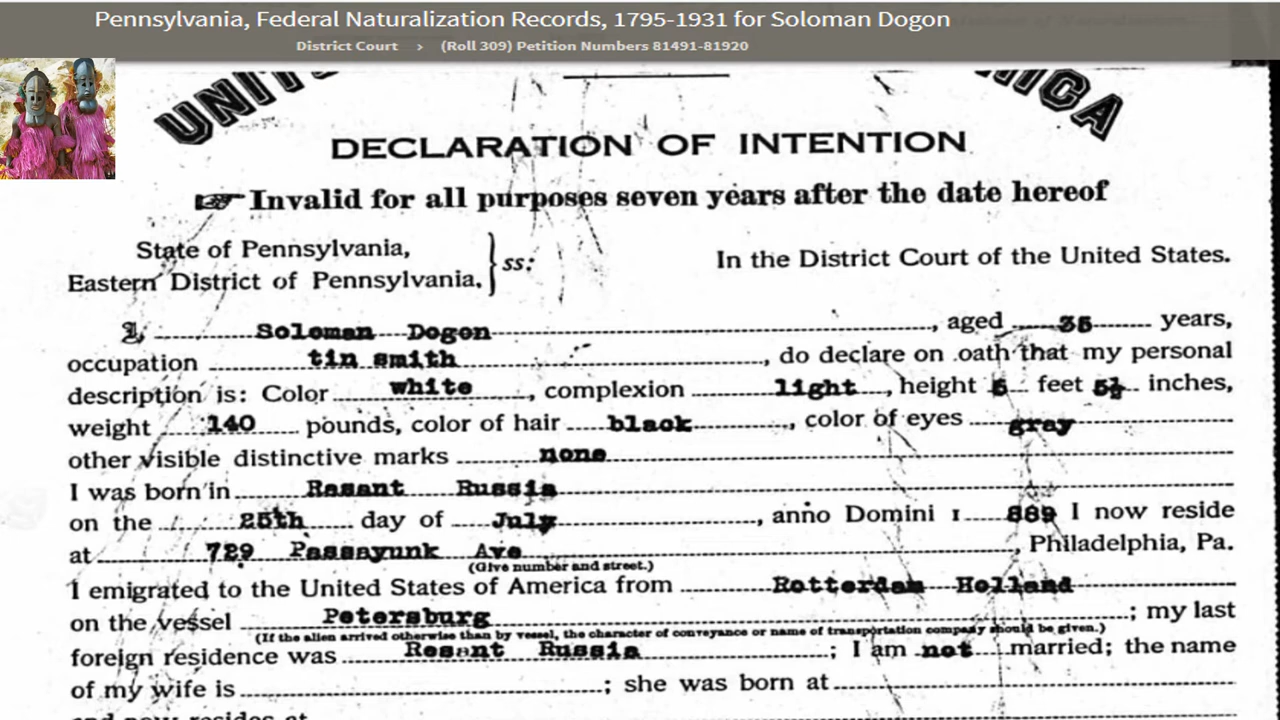 Pennsylvania, Federal Naturalization Records, 1795-1931 for Soloman Dogon
District Court › (Roll 309) Petition Numbers 81491-81920
UNIT ICA
DECLARATION OF INTENTION
☞ Invalid for all purposes seven years after the date hereof
State of Pennsylvania,
Eastern District of Pennsylvania, } ss: In the District Court of the United States.
I, Soloman Dogon, aged 35 years,
occupation tin smith, do declare on oath that my personal
description is: Color white, complexion light, height 5 feet 5½ inches,
weight 140 pounds, color of hair black, color of eyes gray
other visible distinctive marks none
I was born in Resant Russia
on the 25th day of July, anno Domini 1 889 I now reside
at 729 Passayunk Ave, Philadelphia, Pa.
(Give number and street.)
I emigrated to the United States of America from Rotterdam Holland
on the vessel Petersburg; my last
(If the alien arrived otherwise than by vessel, the character of conveyance or name of transportation company should be given.)
foreign residence was Resant Russia; I am not married; the name
of my wife is ; she was born at
and now resides at